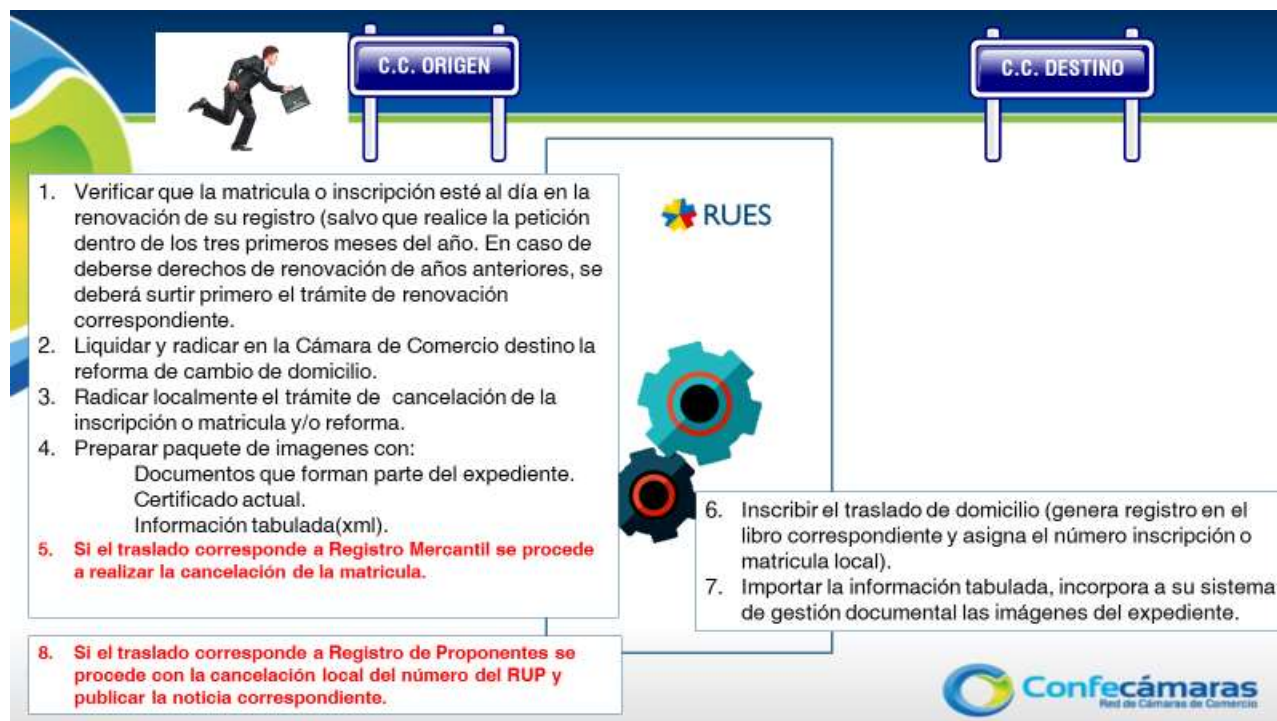 C.C. ORIGEN
C.C. DESTINO
1. Verificar que la matricula o inscripción esté al día en la
renovación de su registro (salvo que realice la petición
dentro de los tres primeros meses del año. En caso de
deberse derechos de renovación de años anteriores, se
deberá surtir primero el trámite de renovación
correspondiente.
2. Liquidar y radicar en la Cámara de Comercio destino la
reforma de cambio de domicilio.
3. Radicar localmente el trámite de cancelación de la
inscripción o matricula y/o reforma.
4. Preparar paquete de imagenes con:
Documentos que forman parte del expediente.
Certificado actual.
Información tabulada(xml).
5. Si el traslado corresponde a Registro Mercantil se procede
a realizar la cancelación de la matricula.
RUES
6. Inscribir el traslado de domicilio (genera registro en el
libro correspondiente y asigna el número inscripción o
matricula local).
7. Importar la información tabulada, incorpora a su sistema
de gestión documental las imágenes del expediente.
8. Si el traslado corresponde a Registro de Proponentes se
procede con la cancelación local del número del RUP y
publicar la noticia correspondiente.
Confecámaras
Red de Cámaras de Comercio